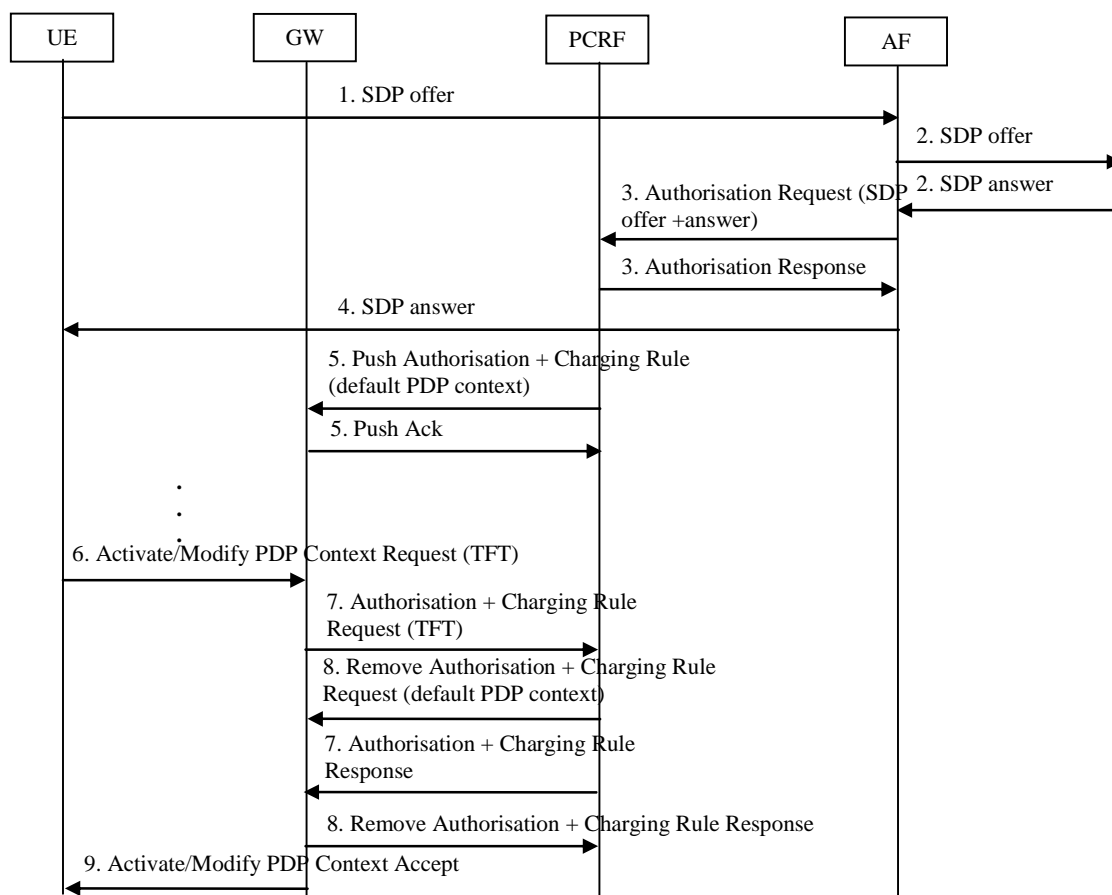 UE
GW
PCRF
AF
1. SDP offer
2. SDP offer
2. SDP answer
3. Authorisation Request (SDP
offer +answer)
3. Authorisation Response
4. SDP answer
5. Push Authorisation + Charging Rule
(default PDP context)
5. Push Ack
6. Activate/Modify PDP Context Request (TFT)
7. Authorisation + Charging Rule
Request (TFT)
8. Remove Authorisation + Charging Rule
Request (default PDP context)
7. Authorisation + Charging Rule
Response
8. Remove Authorisation + Charging Rule Response
9. Activate/Modify PDP Context Accept